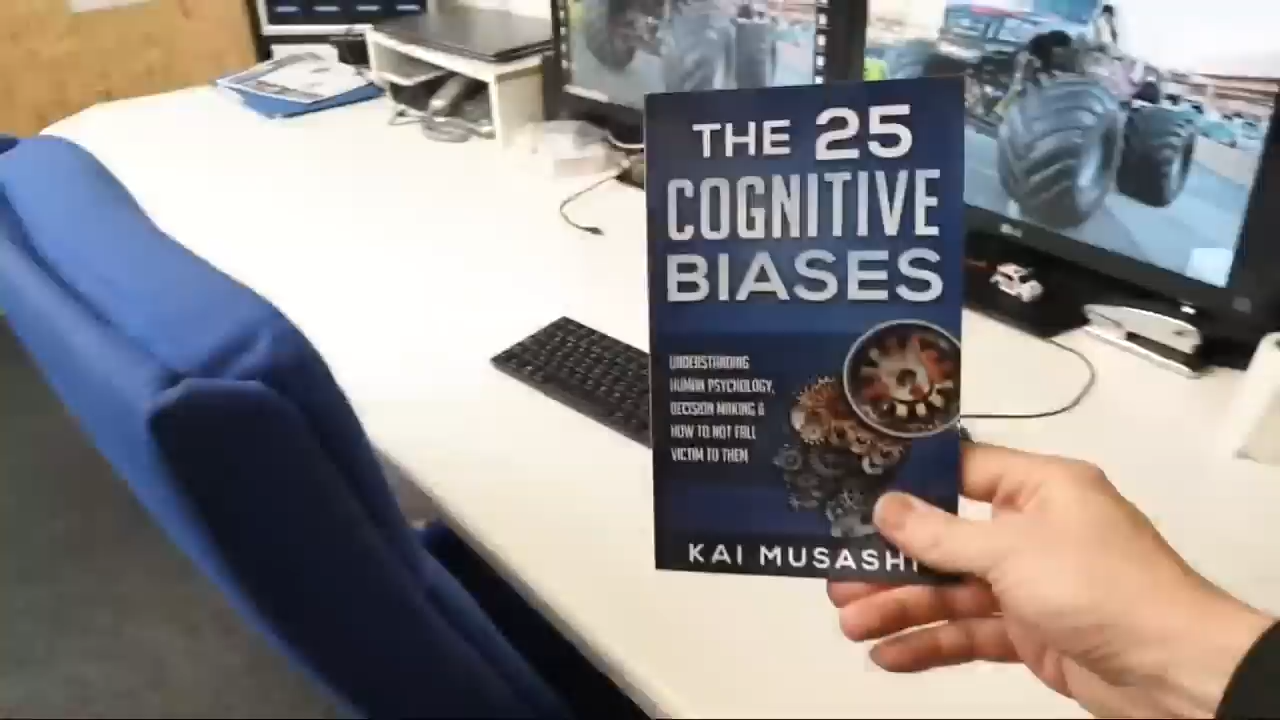 THE 25
COGNITIVE
BIASES
UNDERSTANDING
HUMAN PSYCHOLOGY,
DECISION MAKING &
HOW TO NOT FALL
VICTIM TO THEM
KAI MUSASHI